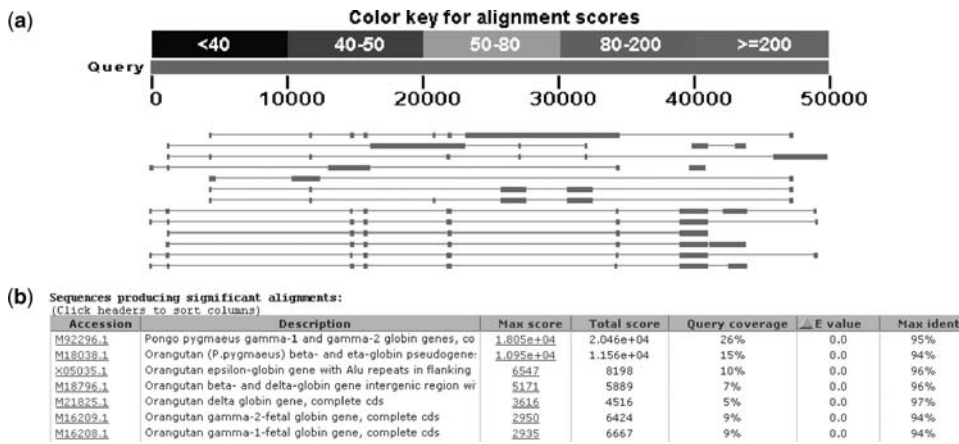 (a)
Color key for alignment scores
<40 40-50 50-80 80-200 >=200
Query
0 10000 20000 30000 40000 50000
(b)
Sequences producing significant alignments:
(Click headers to sort columns)
Accession Description Max score Total score Query coverage E value Max ident
M92296.1 Pongo pygmaeus gamma-1 and gamma-2 globin genes, co 1.805e+04 2.046e+04 26% 0.0 95%
M18038.1 Orangutan (P.pygmaeus) beta- and eta-globin pseudogene: 1.095e+04 1.156e+04 15% 0.0 94%
X05035.1 Orangutan epsilon-globin gene with Alu repeats in flanking 6547 8198 10% 0.0 96%
M18796.1 Orangutan beta- and delta-globin gene intergenic region wi 5171 5889 7% 0.0 96%
M21825.1 Orangutan delta globin gene, complete cds 3616 4516 5% 0.0 97%
M16209.1 Orangutan gamma-2-fetal globin gene, complete cds 2950 6424 9% 0.0 94%
M16208.1 Orangutan gamma-1-fetal globin gene, complete cds 2935 6667 9% 0.0 94%